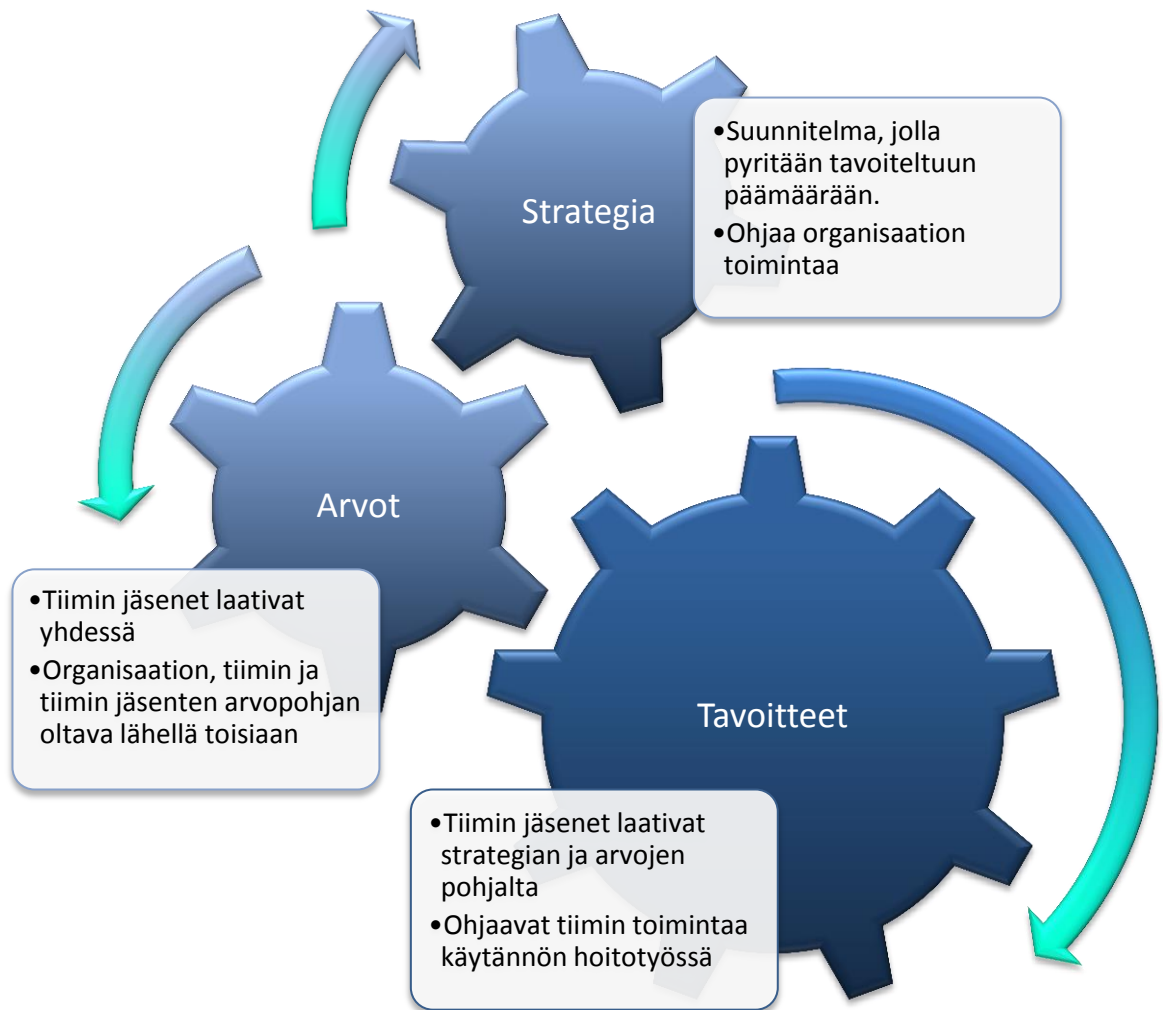 Strategia
•Suunnitelma, jolla
pyritään tavoiteltuun
päämäärään.
•Ohjaa organisaation
toimintaa
Arvot
•Tiimin jäsenet laativat
yhdessä
•Organisaation, tiimin ja
tiimin jäsenten arvopohjan
oltava lähellä toisiaan
Tavoitteet
•Tiimin jäsenet laativat
strategian ja arvojen
pohjalta
•Ohjaavat tiimin toimintaa
käytännön hoitotyössä